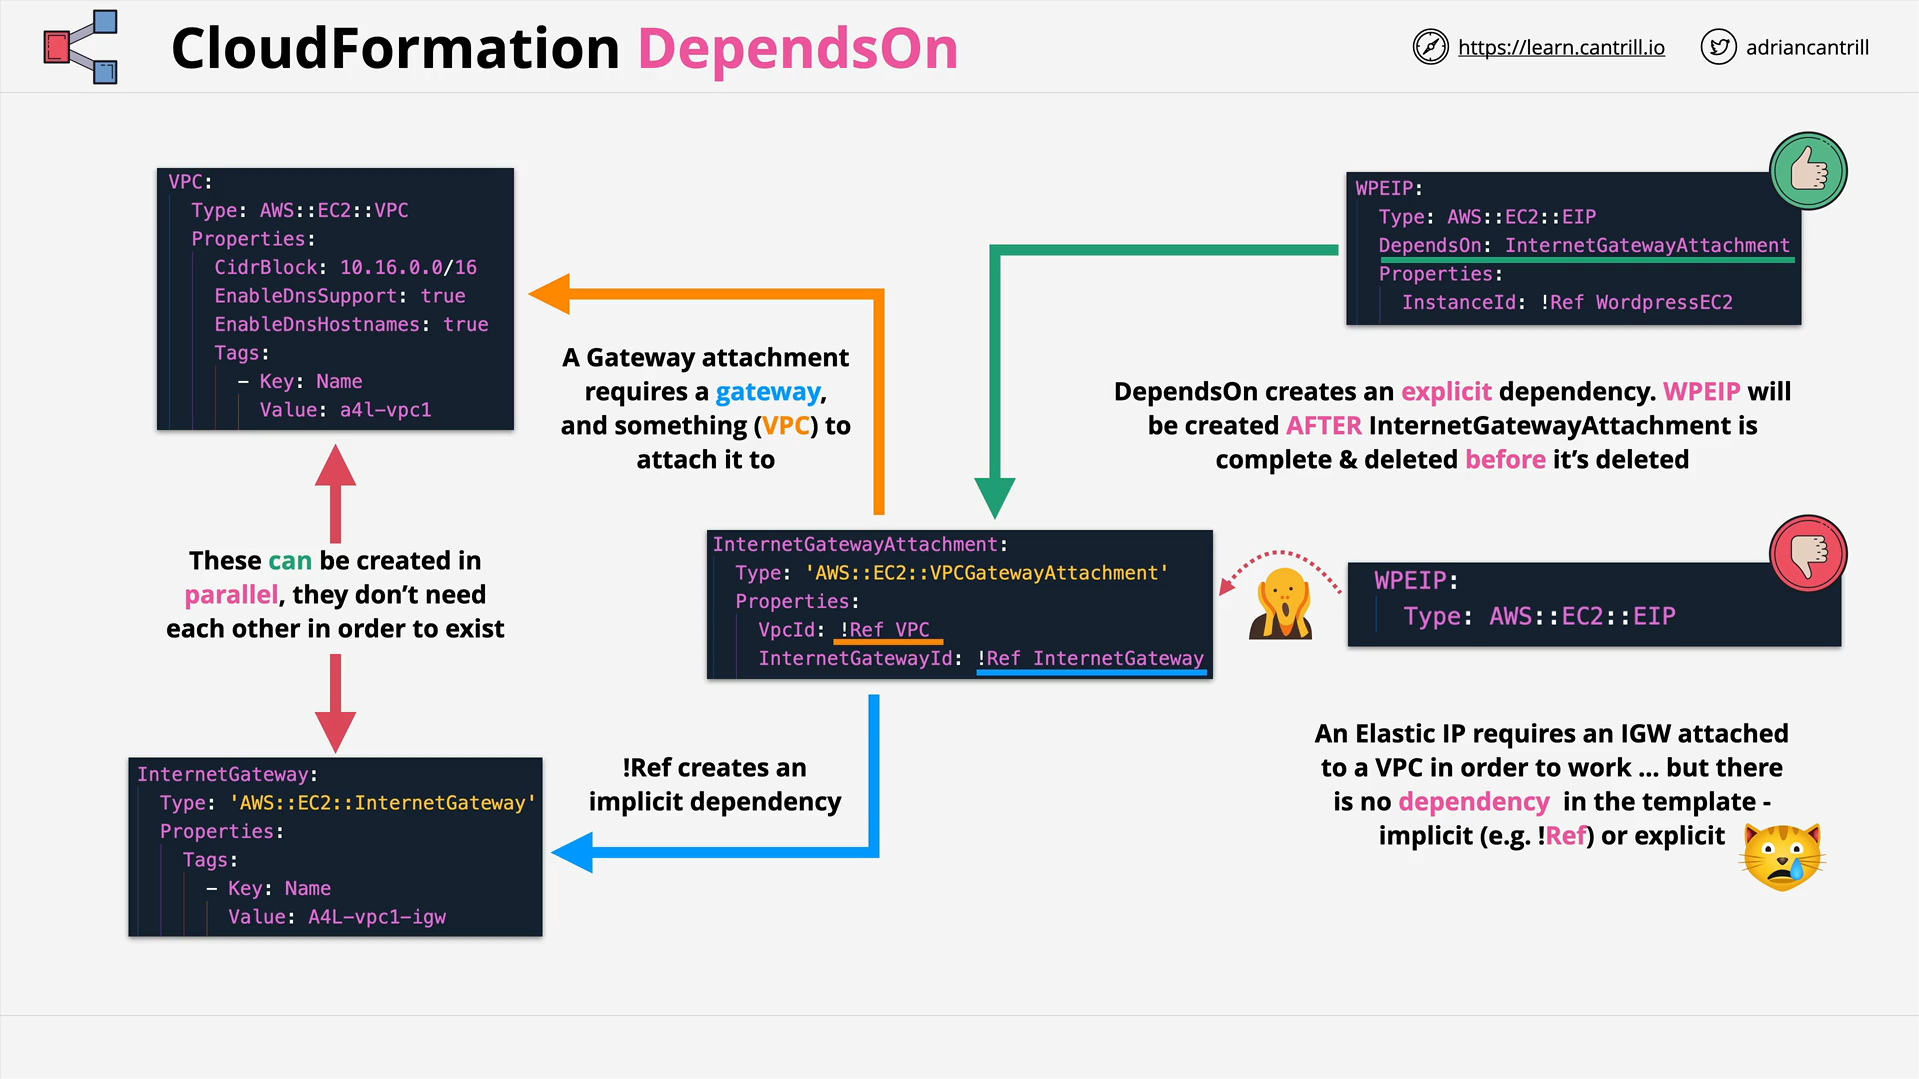 CloudFormation DependsOn
https://learn.cantrill.io
adriancantrill
VPC:
Type: AWS::EC2::VPC
Properties:
CidrBlock: 10.16.0.0/16
EnableDnsSupport: true
EnableDnsHostnames: true
Tags:
- Key: Name
Value: a4l-vpc1
These can be created in
parallel, they don't need
each other in order to exist
InternetGateway:
Type: 'AWS::EC2::InternetGateway'
Properties:
Tags:
- Key: Name
Value: A4L-vpc1-igw
A Gateway attachment
requires a gateway,
and something (VPC) to
attach it to
InternetGatewayAttachment:
Type: 'AWS::EC2::VPCGatewayAttachment'
Properties:
VpcId: !Ref VPC
InternetGatewayId: !Ref InternetGateway
!Ref creates an
implicit dependency
WPEIP:
Type: AWS::EC2::EIP
DependsOn: InternetGatewayAttachment
Properties:
InstanceId: !Ref WordpressEC2
DependsOn creates an explicit dependency. WPEIP will
be created AFTER InternetGatewayAttachment is
complete & deleted before it's deleted
WPEIP:
Type: AWS::EC2::EIP
An Elastic IP requires an IGW attached
to a VPC in order to work ... but there
is no dependency in the template -
implicit (e.g. !Ref) or explicit